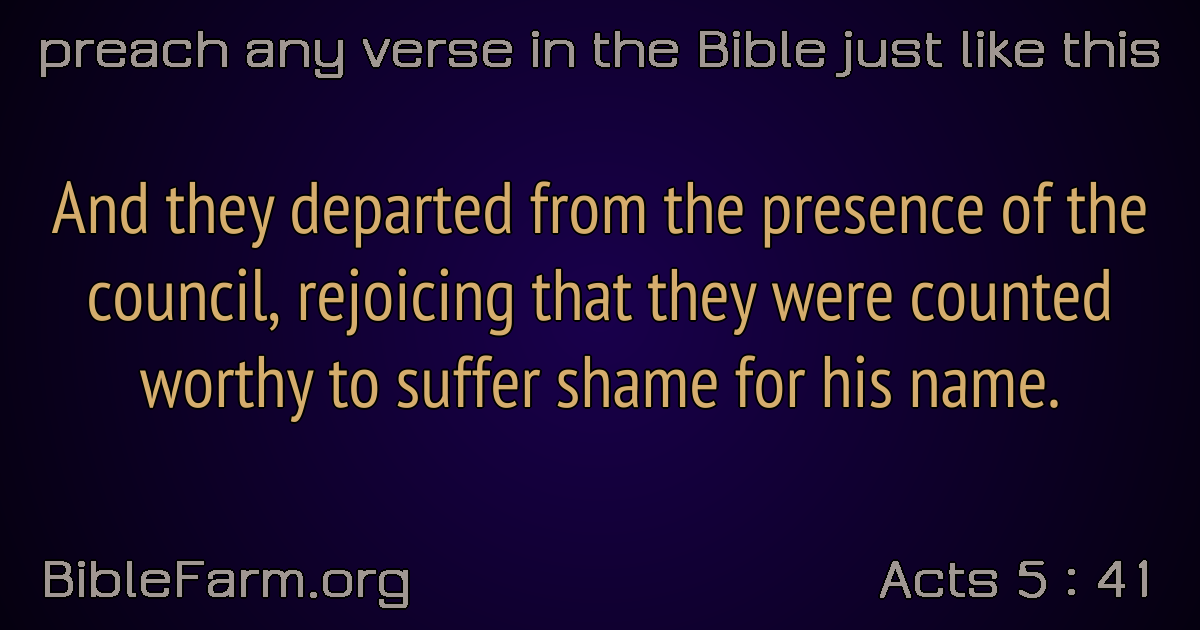 preach any verse in the Bible just like this
And they departed from the presence of the
council, rejoicing that they were counted
worthy to suffer shame for his name.
BibleFarm.org
Acts 5 : 41